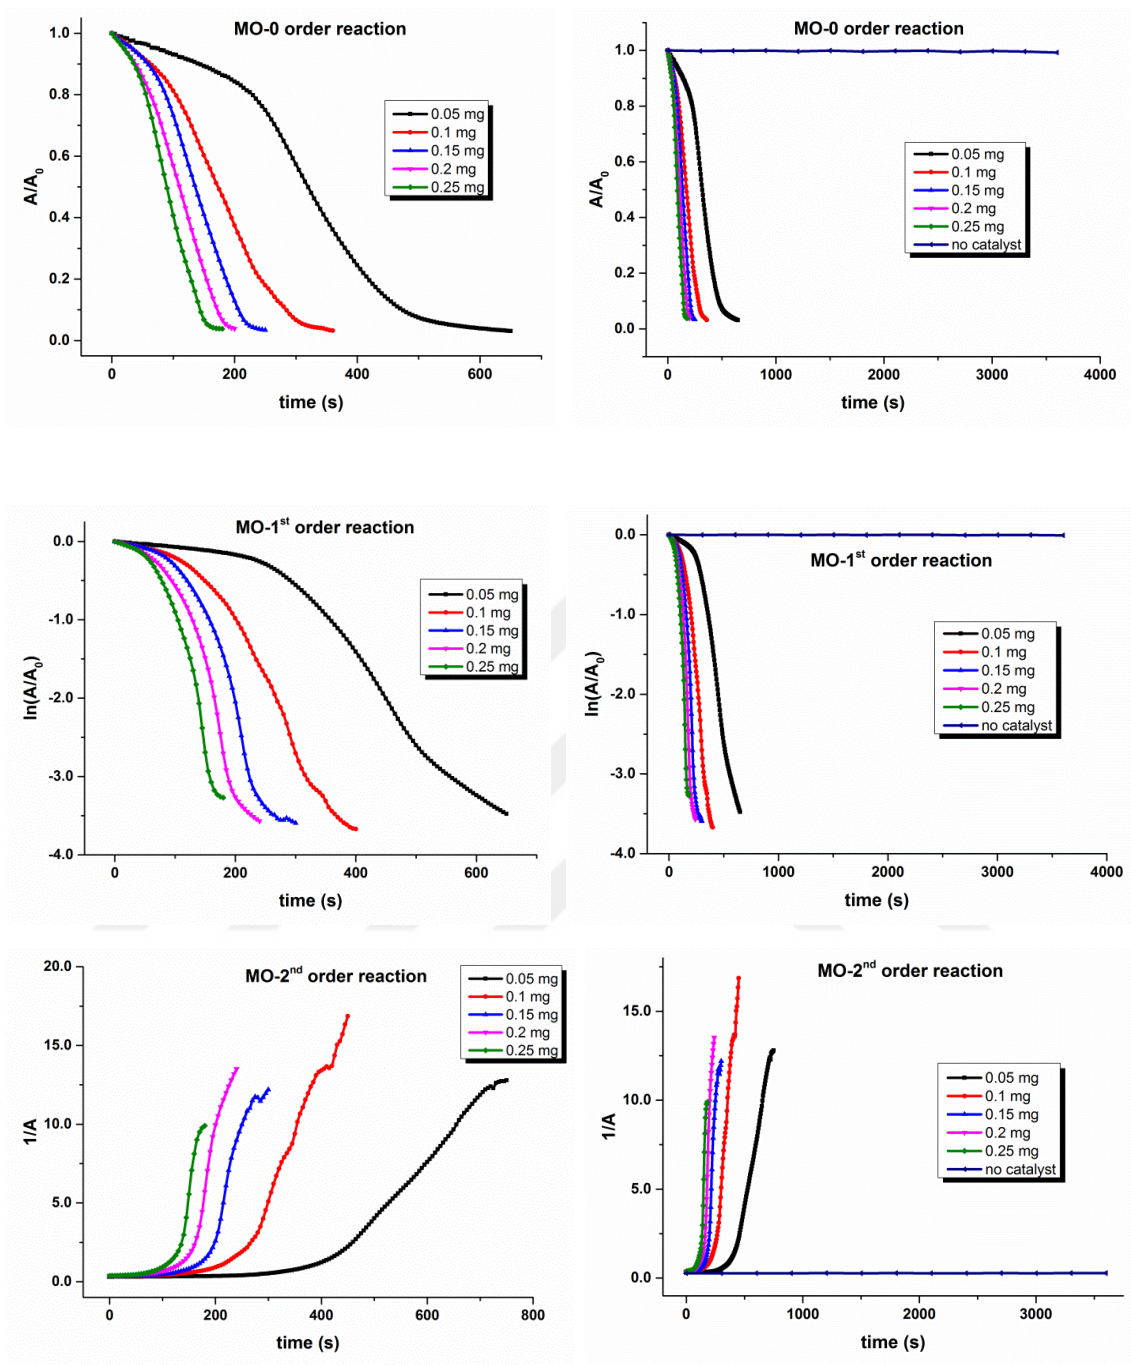 MO-0 order reaction
1.0
0.8
0.6
0.4
0.2
0.0
A/A0
0.05 mg
0.1 mg
0.15 mg
0.2 mg
0.25 mg
0
200
400
600
time (s)
MO-0 order reaction
1.0
0.8
0.6
0.4
0.2
0.0
A/A0
0.05 mg
0.1 mg
0.15 mg
0.2 mg
0.25 mg
no catalyst
0
1000
2000
3000
4000
time (s)
MO-1st order reaction
0.0
-1.0
-2.0
-3.0
-4.0
ln(A/A0)
0.05 mg
0.1 mg
0.15 mg
0.2 mg
0.25 mg
0
200
400
600
time (s)
MO-1st order reaction
0.0
-1.0
-2.0
-3.0
-4.0
ln(A/A0)
0.05 mg
0.1 mg
0.15 mg
0.2 mg
0.25 mg
no catalyst
0
1000
2000
3000
4000
time (s)
MO-2nd order reaction
20.0
15.0
10.0
5.0
0.0
1/A
0.05 mg
0.1 mg
0.15 mg
0.2 mg
0.25 mg
0
200
400
600
800
time (s)
MO-2nd order reaction
15.0
10.0
5.0
0.0
1/A
0.05 mg
0.1 mg
0.15 mg
0.2 mg
0.25 mg
no catalyst
0
1000
2000
3000
time (s)